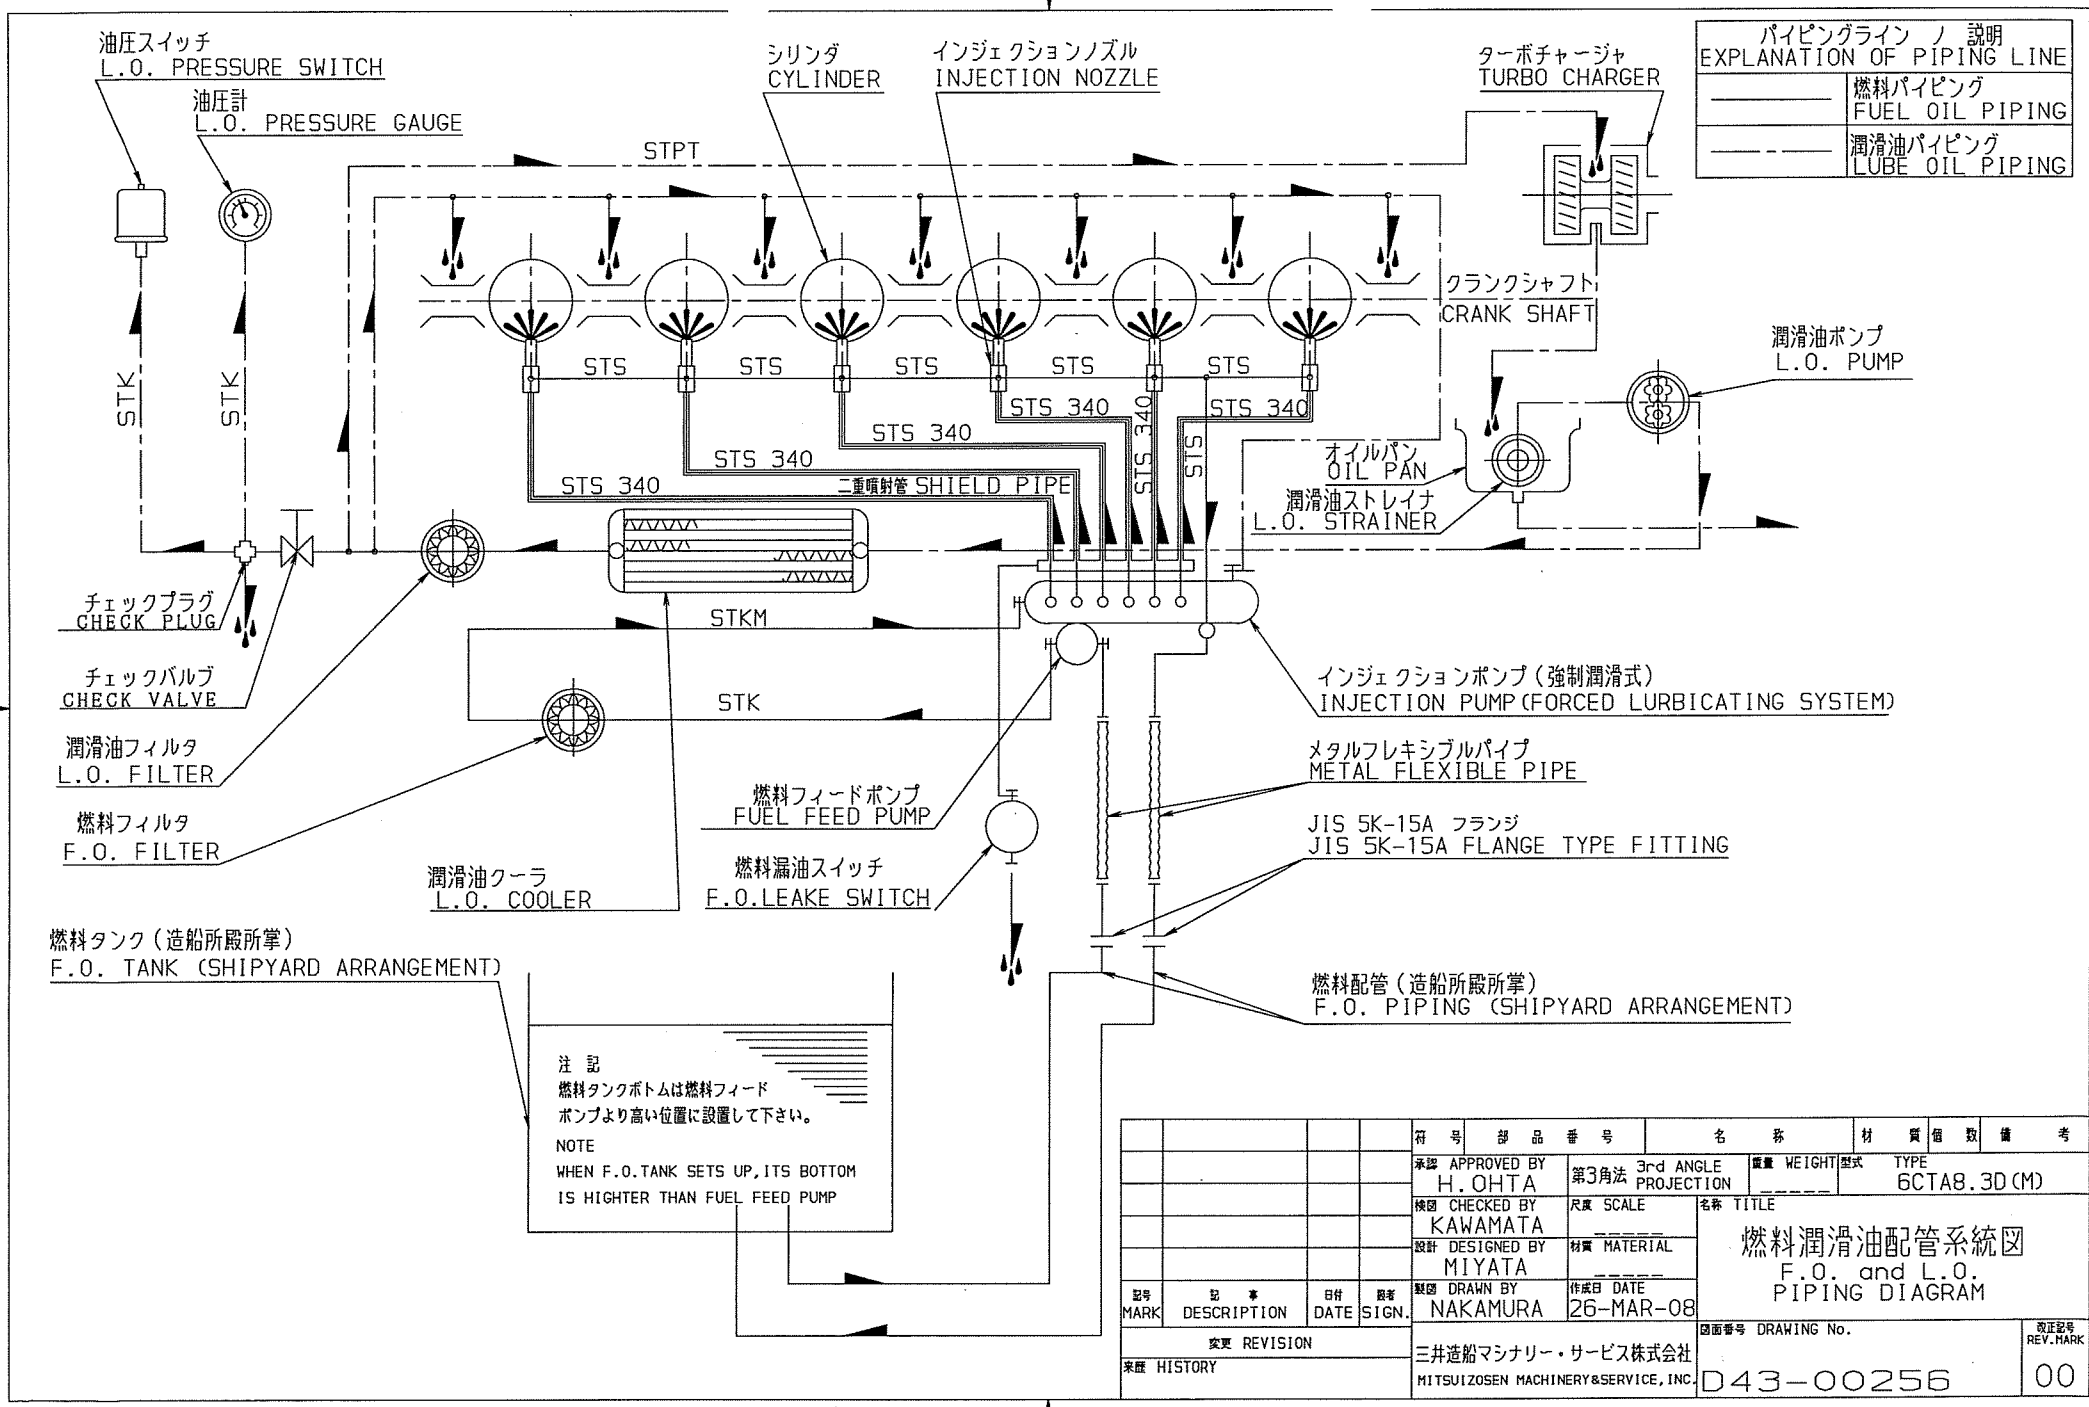 油圧スイッチ
L.O. PRESSURE SWITCH
油圧計
L.O. PRESSURE GAUGE
シリンダ
CYLINDER
インジェクションノズル
INJECTION NOZZLE
ターボチャージャ
TURBO CHARGER
パイピングライン ノ 説明
EXPLANATION OF PIPING LINE
燃料パイピング
FUEL OIL PIPING
潤滑油パイピング
LUBE OIL PIPING
STPT
クランクシャフト
CRANK SHAFT
潤滑油ポンプ
L.O. PUMP
STK
STK
STS
STS
STS
STS
STS
STS 340
STS 340
STS 340
STS 340
STS 340
STS 340
STS
二重噴射管 SHIELD PIPE
オイルパン
OIL PAN
潤滑油ストレイナ
L.O. STRAINER
チェックプラグ
CHECK PLUG
STKM
チェックバルブ
CHECK VALVE
STK
インジェクションポンプ(強制潤滑式)
INJECTION PUMP(FORCED LURBICATING SYSTEM)
潤滑油フィルタ
L.O. FILTER
メタルフレキシブルパイプ
METAL FLEXIBLE PIPE
燃料フィードポンプ
FUEL FEED PUMP
燃料フィルタ
F.O. FILTER
JIS 5K-15A フランジ
JIS 5K-15A FLANGE TYPE FITTING
潤滑油クーラ
L.O. COOLER
燃料漏油スイッチ
F.O.LEAKE SWITCH
燃料タンク(造船所殿所掌)
F.O. TANK (SHIPYARD ARRANGEMENT)
燃料配管(造船所殿所掌)
F.O. PIPING (SHIPYARD ARRANGEMENT)
注 記
燃料タンクボトムは燃料フィード
ポンプより高い位置に設置して下さい。
NOTE
WHEN F.O.TANK SETS UP,ITS BOTTOM
IS HIGHTER THAN FUEL FEED PUMP
符 号 部 品 番 号 名 称 材 質 個 数 備 考
承認 APPROVED BY
H.OHTA
第3角法 3rd ANGLE PROJECTION
重量 WEIGHT
型式 TYPE
6CTA8.3D(M)
検図 CHECKED BY
KAWAMATA
尺度 SCALE
名称 TITLE
燃料潤滑油配管系統図
F.O. and L.O.
PIPING DIAGRAM
設計 DESIGNED BY
MIYATA
材質 MATERIAL
製図 DRAWN BY
NAKAMURA
作成日 DATE
26-MAR-08
記号 MARK
記 事 DESCRIPTION
日付 DATE
SIGN.
変更 REVISION
来歴 HISTORY
三井造船マシナリー・サービス株式会社
MITSUIZOSEN MACHINERY&SERVICE,INC.
図面番号 DRAWING No.
D43-00256
改正記号
REV.MARK
00